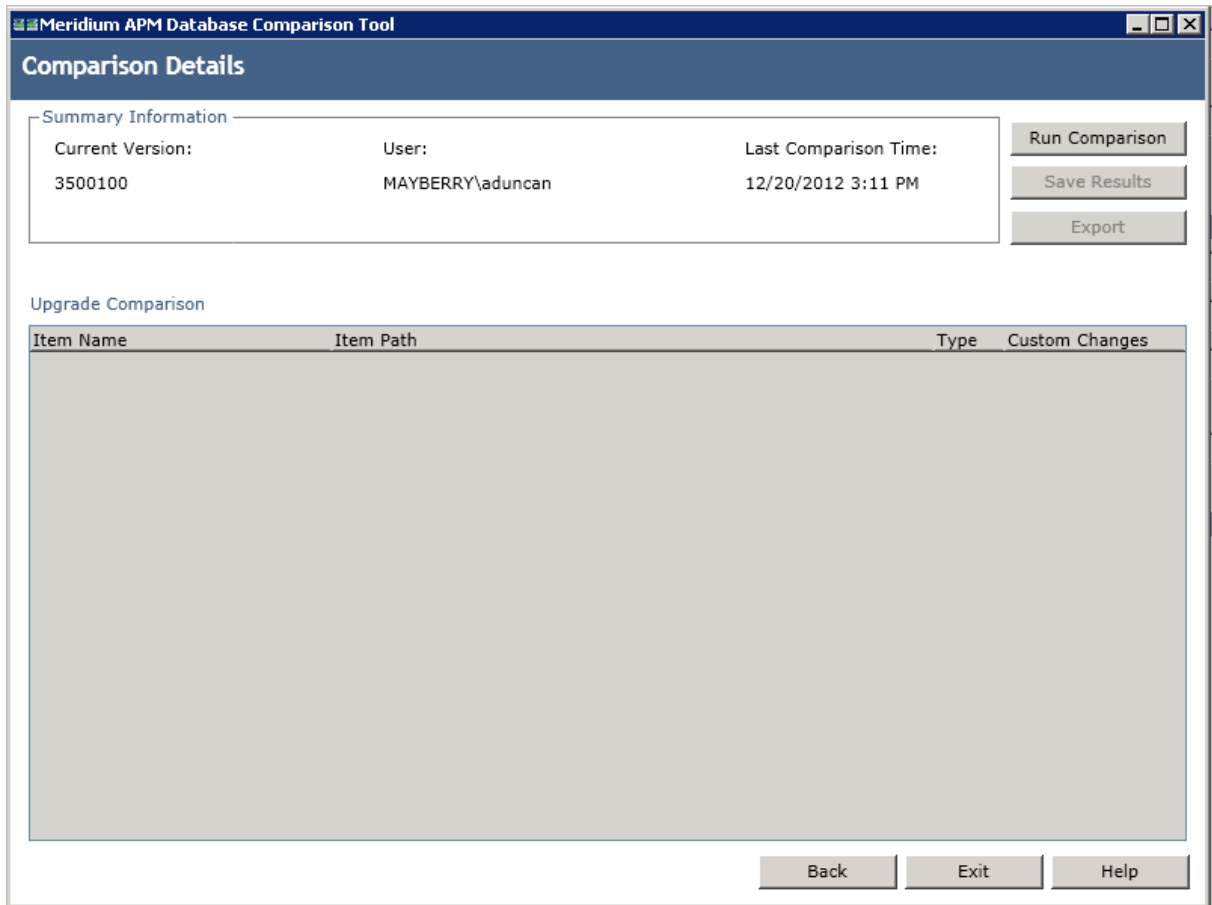 Meridium APM Database Comparison Tool
Comparison Details
Summary Information
Current Version: User: Last Comparison Time:
3500100 MAYBERRY\aduncan 12/20/2012 3:11 PM
Run Comparison
Save Results
Export
Upgrade Comparison
Item Name Item Path Type Custom Changes
Back Exit Help